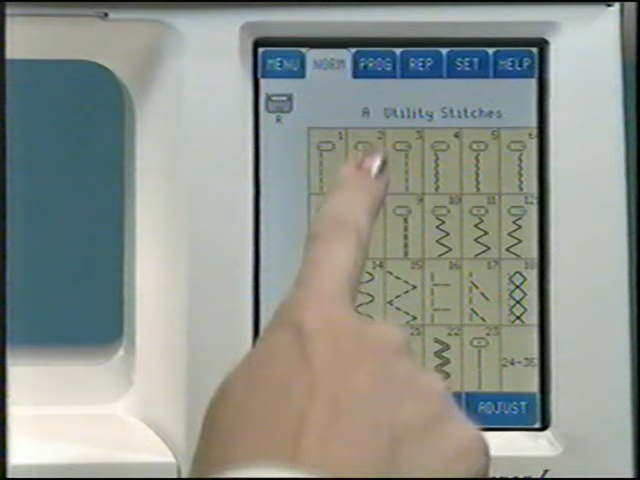 MENU NORM PROG REP SET HELP
R
A Utility Stitches
1 2 3 4 5 6
9 10 11 12
14 15 16 17 18
21 22 23 24-35
ADJUST